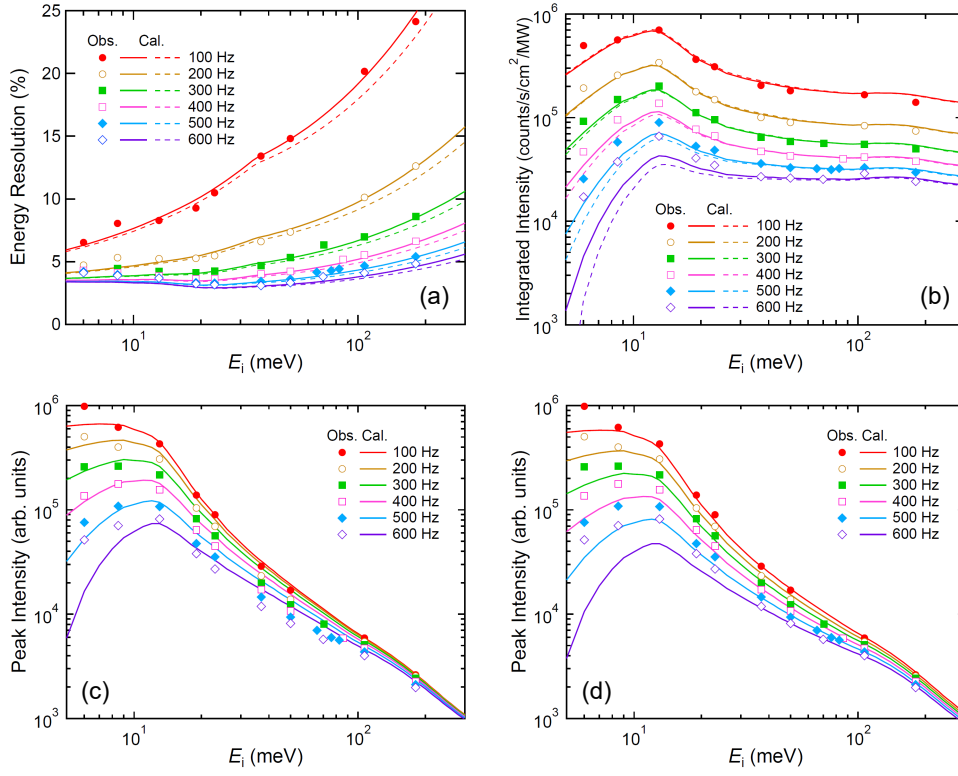 Energy Resolution (%)
25
20
15
10
5
0
Obs. Cal.
100 Hz
200 Hz
300 Hz
400 Hz
500 Hz
600 Hz
(a)
10¹
10²
Eᵢ (meV)
Integrated Intensity (counts/s/cm²/MW)
10⁶
10⁵
10⁴
10³
Obs. Cal.
100 Hz
200 Hz
300 Hz
400 Hz
500 Hz
600 Hz
(b)
10¹
10²
Eᵢ (meV)
Peak Intensity (arb. units)
10⁶
10⁵
10⁴
10³
Obs. Cal.
100 Hz
200 Hz
300 Hz
400 Hz
500 Hz
600 Hz
(c)
10¹
10²
Eᵢ (meV)
Peak Intensity (arb. units)
10⁶
10⁵
10⁴
10³
Obs. Cal.
100 Hz
200 Hz
300 Hz
400 Hz
500 Hz
600 Hz
(d)
10¹
10²
Eᵢ (meV)